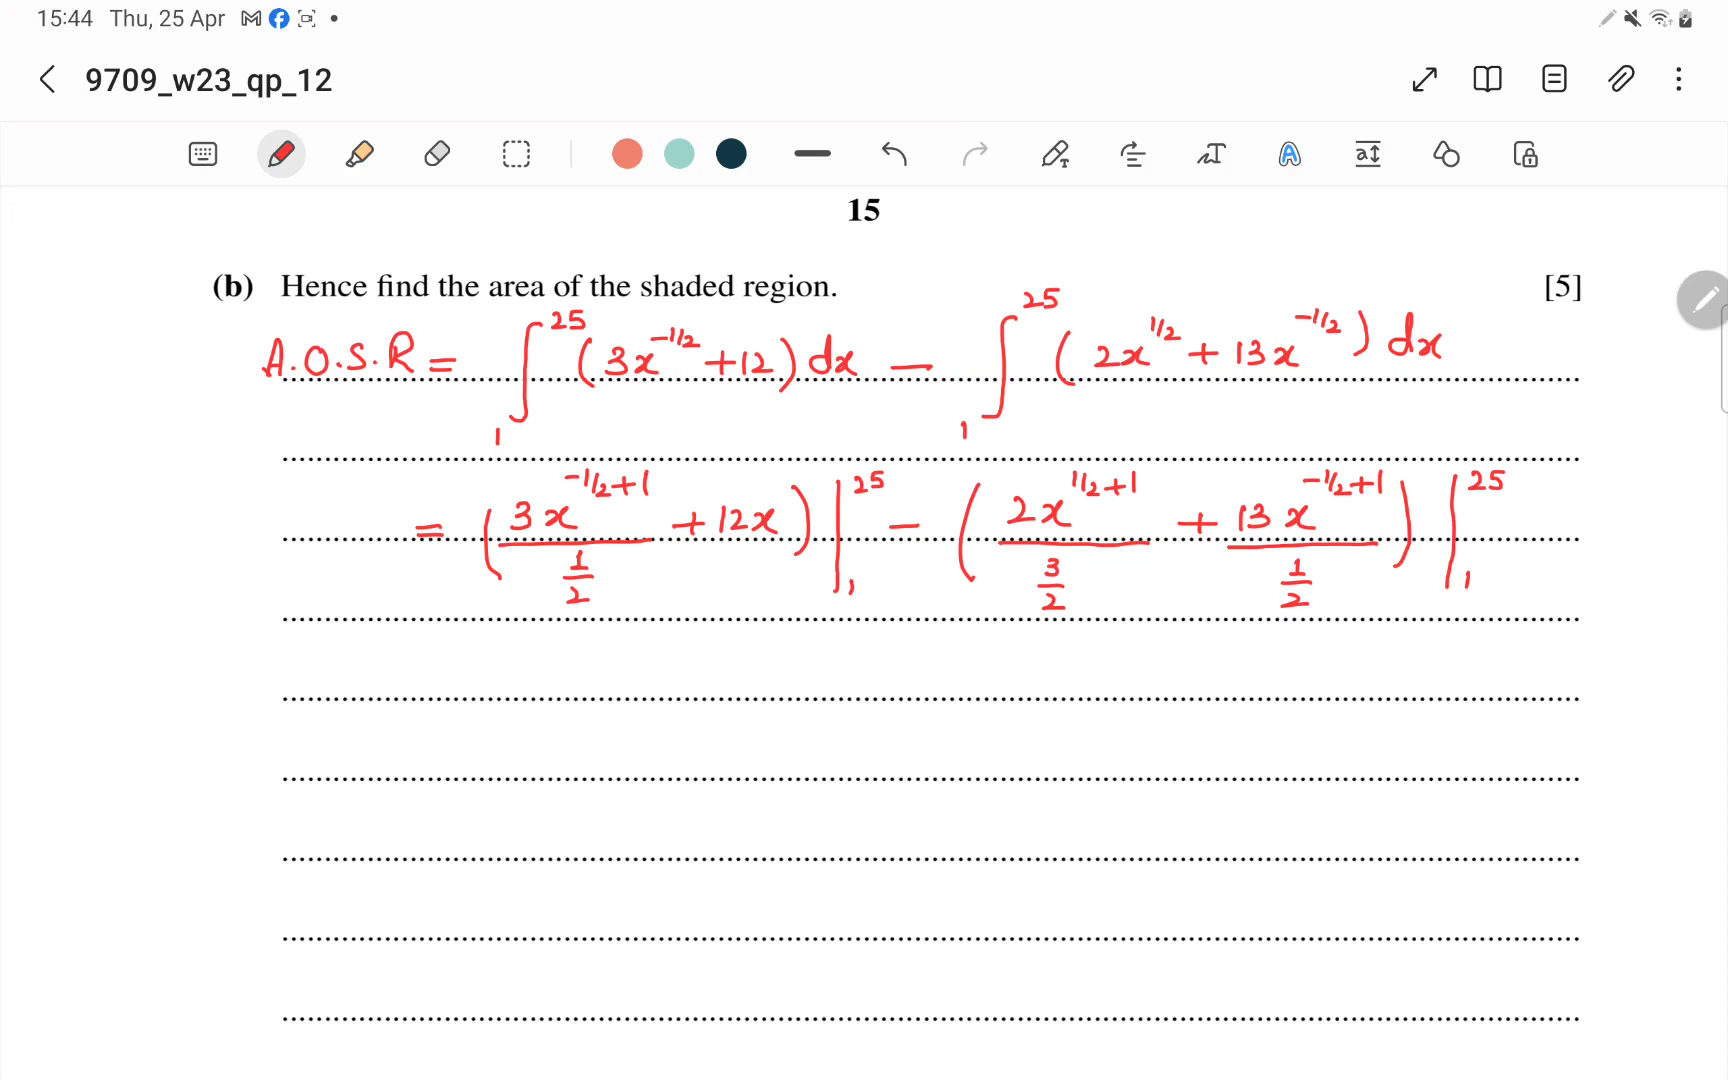 15:44 Thu, 25 Apr
9709_w23_qp_12
15
(b) Hence find the area of the shaded region. [5]
A.O.S.R = ∫₁²⁵ (3x^(-1/2) + 12) dx − ∫₁²⁵ (2x^(1/2) + 13x^(-1/2)) dx
= (3x^(-1/2+1) / (1/2) + 12x) |₁²⁵ − (2x^(1/2+1) / (3/2) + 13x^(-1/2+1) / (1/2)) |₁²⁵